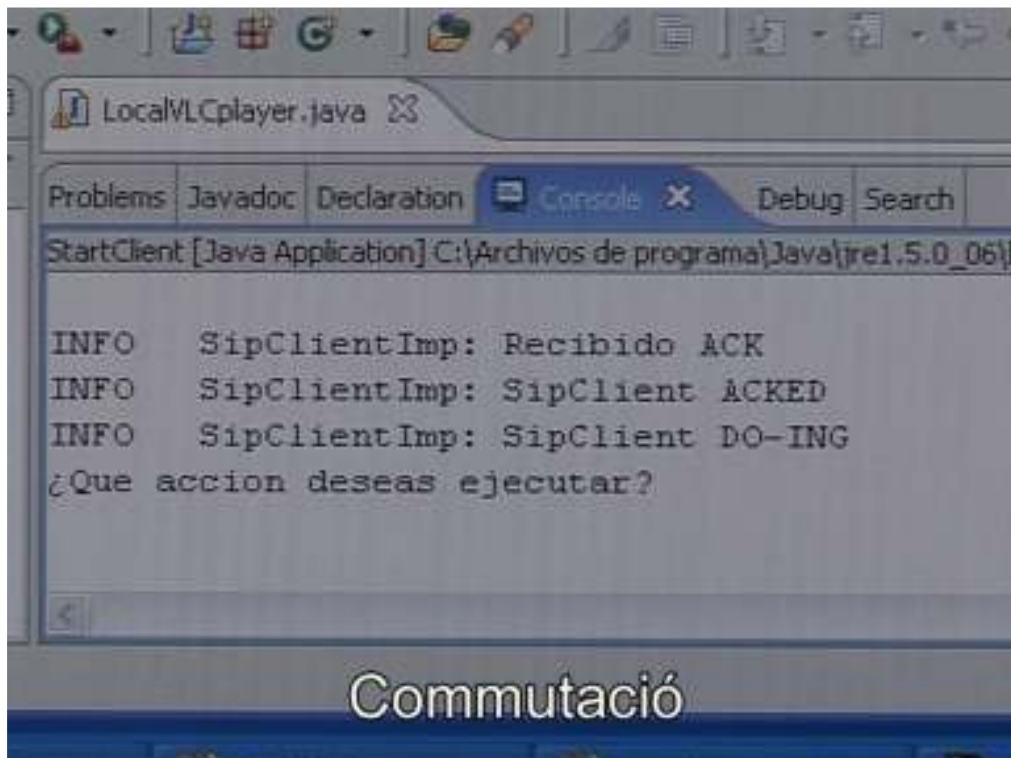 LocalVLCplayer.java
Problems Javadoc Declaration Console Debug Search
StartClient [Java Application] C:\Archivos de programa\Java\jre1.5.0_06\
INFO SipClientImp: Recibido ACK
INFO SipClientImp: SipClient ACKED
INFO SipClientImp: SipClient DO-ING
¿Que accion deseas ejecutar?
Commutació